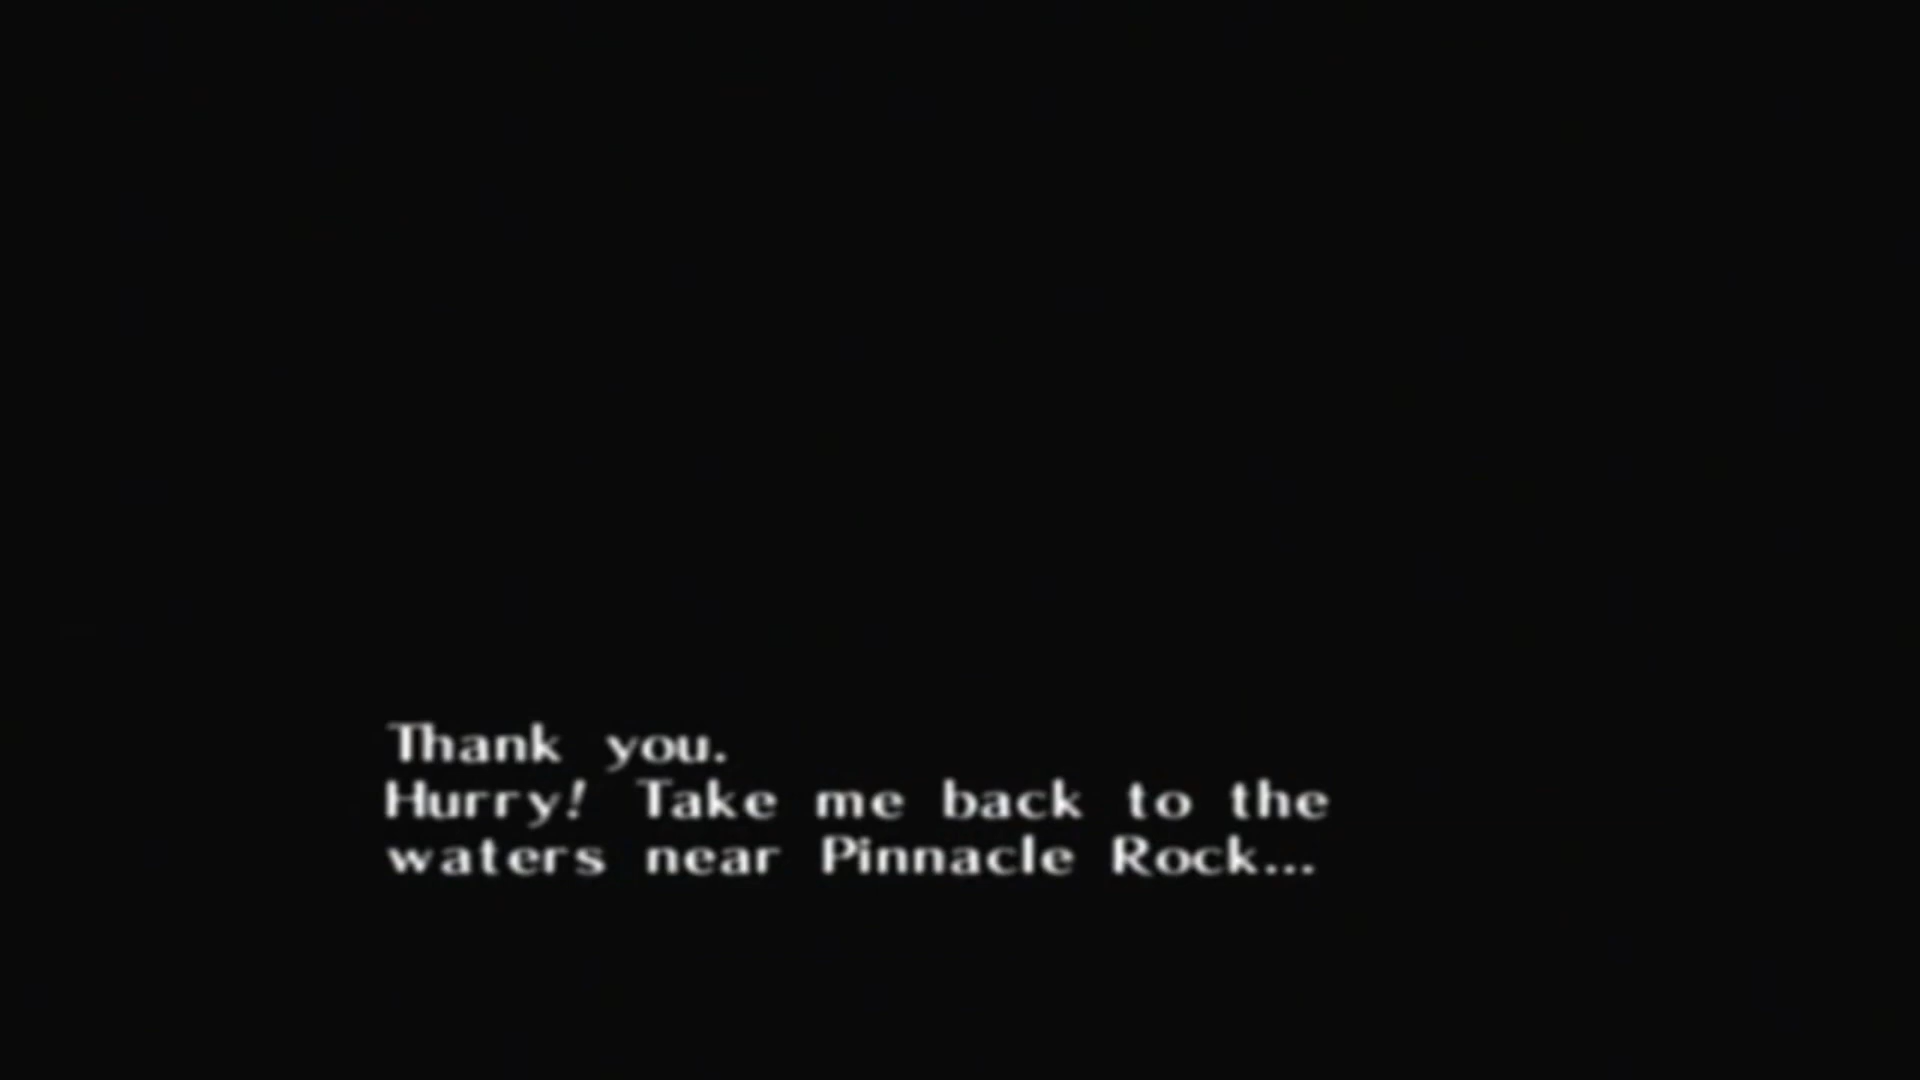 Thank you.
Hurry! Take me back to the
waters near Pinnacle Rock...